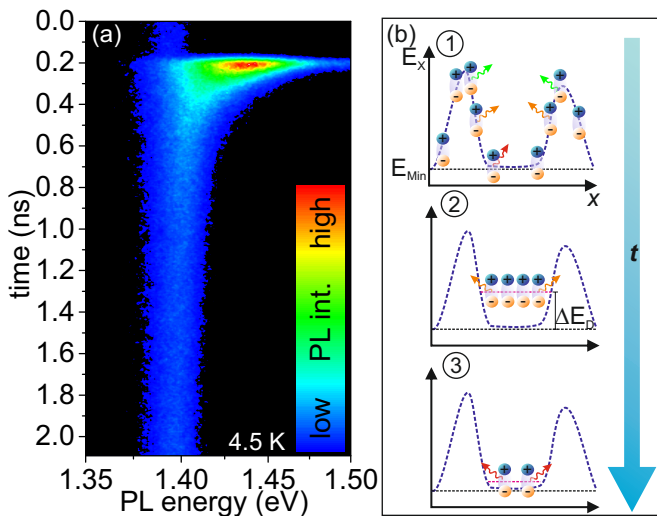 (a)
0.0
0.2
0.4
0.6
0.8
1.0
1.2
1.4
1.6
1.8
2.0
time (ns)
low PL int. high
4.5 K
1.35 1.40 1.45 1.50
PL energy (eV)
(b)
1
E_X
E_Min
x
+ + + + + + + + +
- - - - - - - - -
2
+ + + +
- - - -
ΔE_D
3
+ +
- -
t